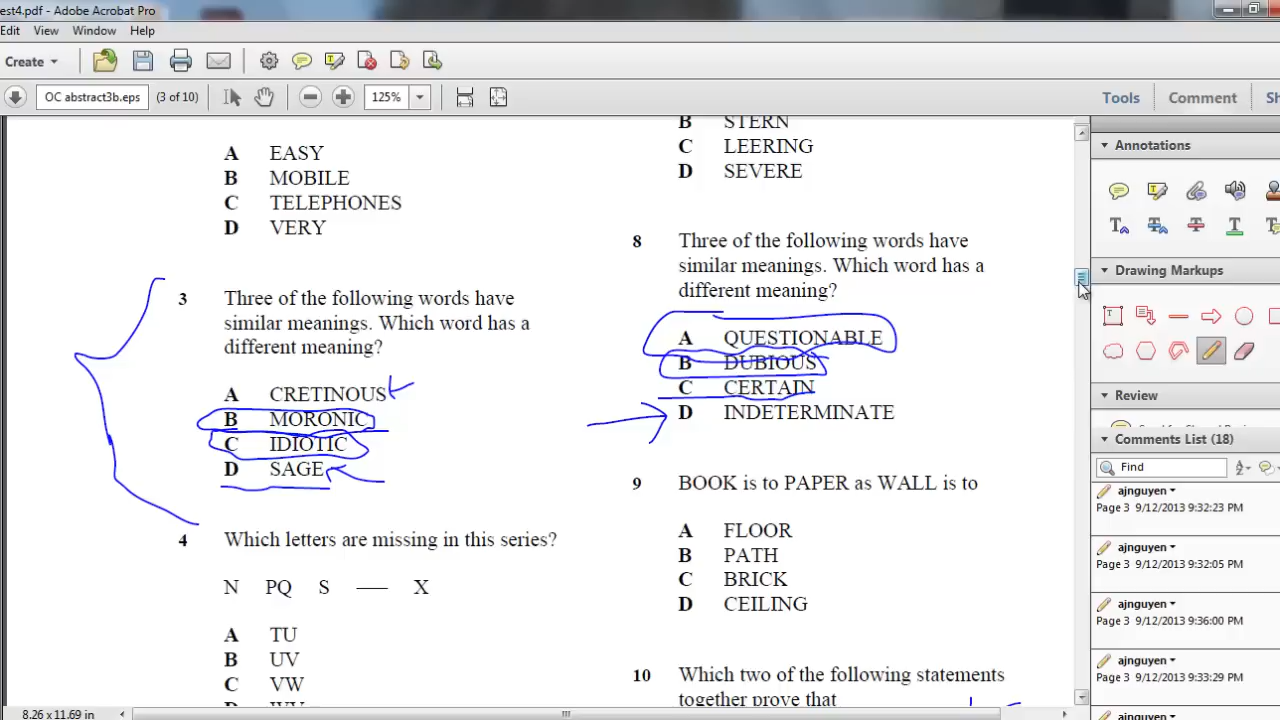 est4.pdf - Adobe Acrobat Pro
Edit View Window Help
Create
OC abstract3b.eps (3 of 10) 125% Tools Comment Sh
A EASY
B MOBILE
C TELEPHONES
D VERY
3 Three of the following words have
similar meanings. Which word has a
different meaning?
A CRETINOUS
B MORONIC
C IDIOTIC
D SAGE
4 Which letters are missing in this series?
N PQ S — X
A TU
B UV
C VW
D WX
B STERN
C LEERING
D SEVERE
8 Three of the following words have
similar meanings. Which word has a
different meaning?
A QUESTIONABLE
B DUBIOUS
C CERTAIN
D INDETERMINATE
9 BOOK is to PAPER as WALL is to
A FLOOR
B PATH
C BRICK
D CEILING
10 Which two of the following statements
together prove that
Annotations
Drawing Markups
Review
Comments List (18)
Find
ajnguyen
Page 3 9/12/2013 9:32:23 PM
ajnguyen
Page 3 9/12/2013 9:32:05 PM
ajnguyen
Page 3 9/12/2013 9:36:00 PM
ajnguyen
Page 3 9/12/2013 9:33:29 PM
ajnguyen
8.26 x 11.69 in